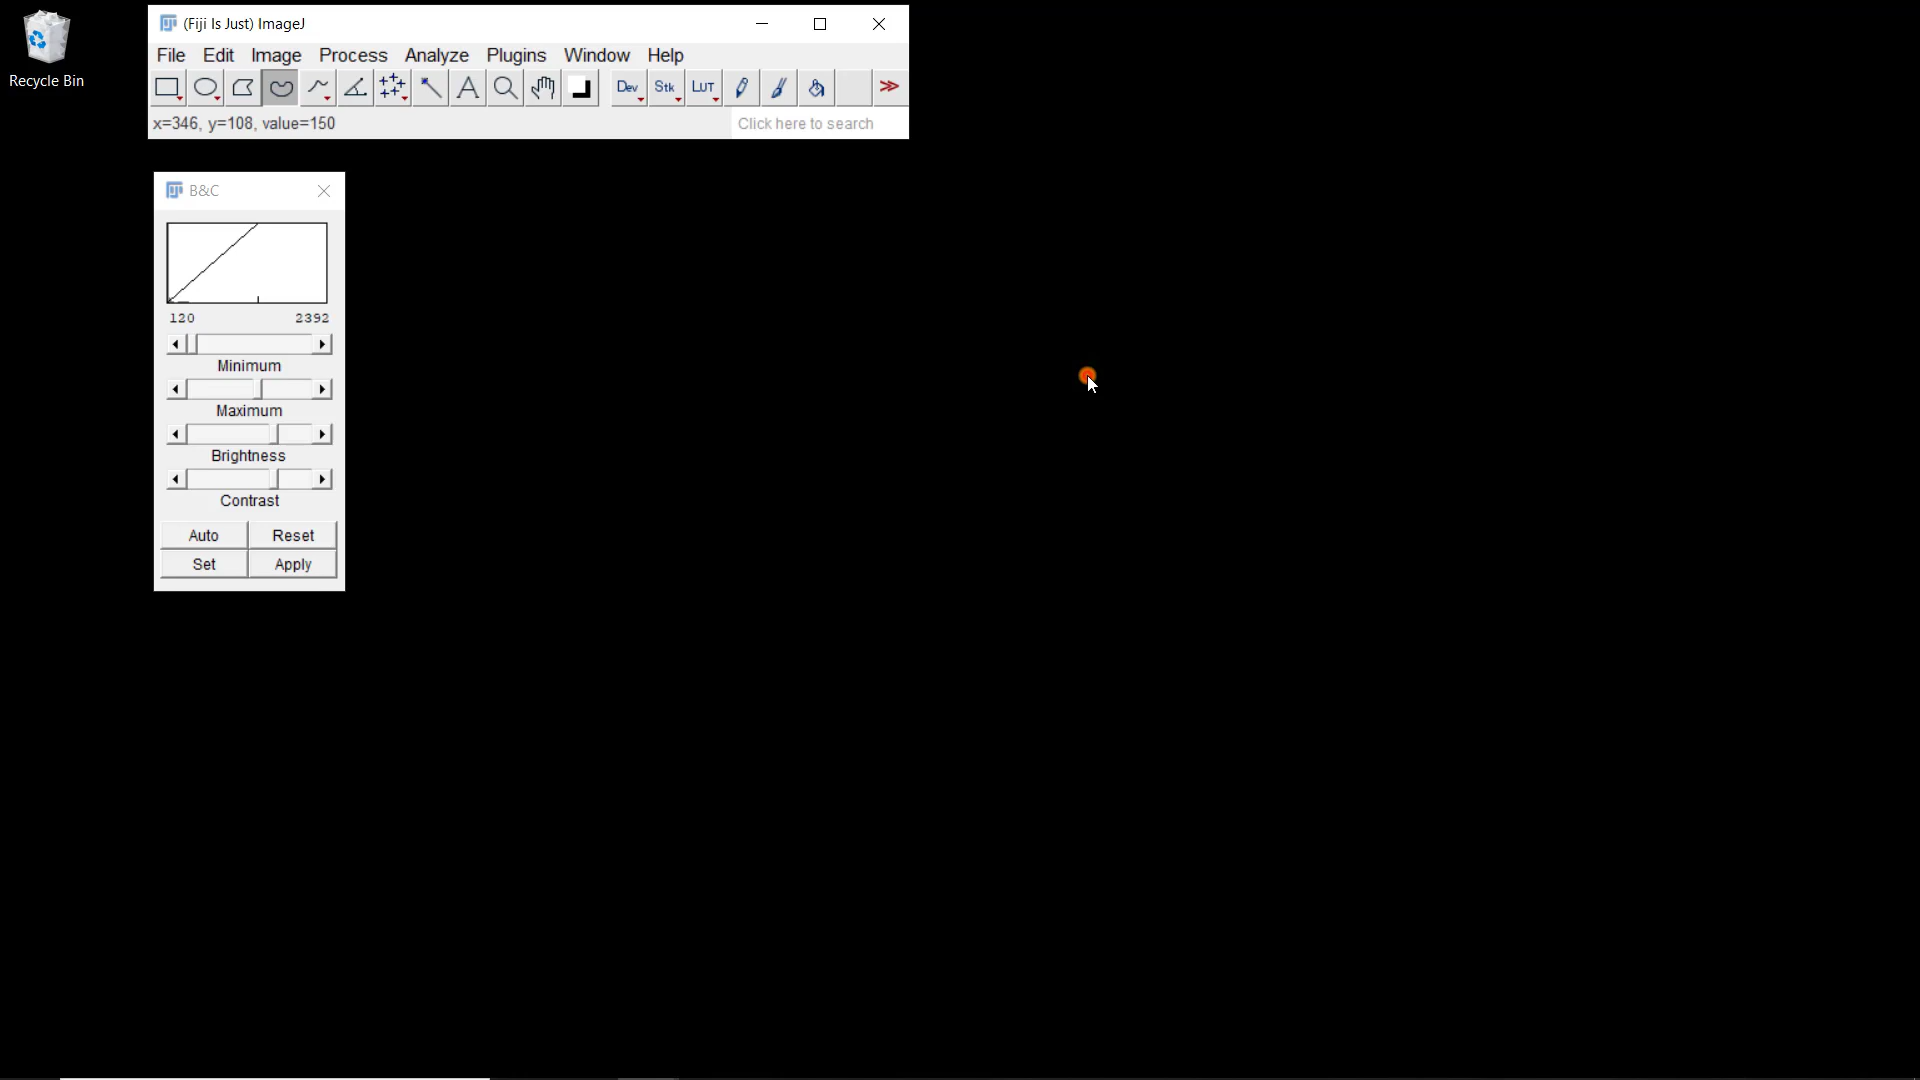 Recycle Bin
(Fiji Is Just) ImageJ
File Edit Image Process Analyze Plugins Window Help
Dev Stk LUT
x=346, y=108, value=150
Click here to search
B&C
120 2392
Minimum
Maximum
Brightness
Contrast
Auto Reset
Set Apply